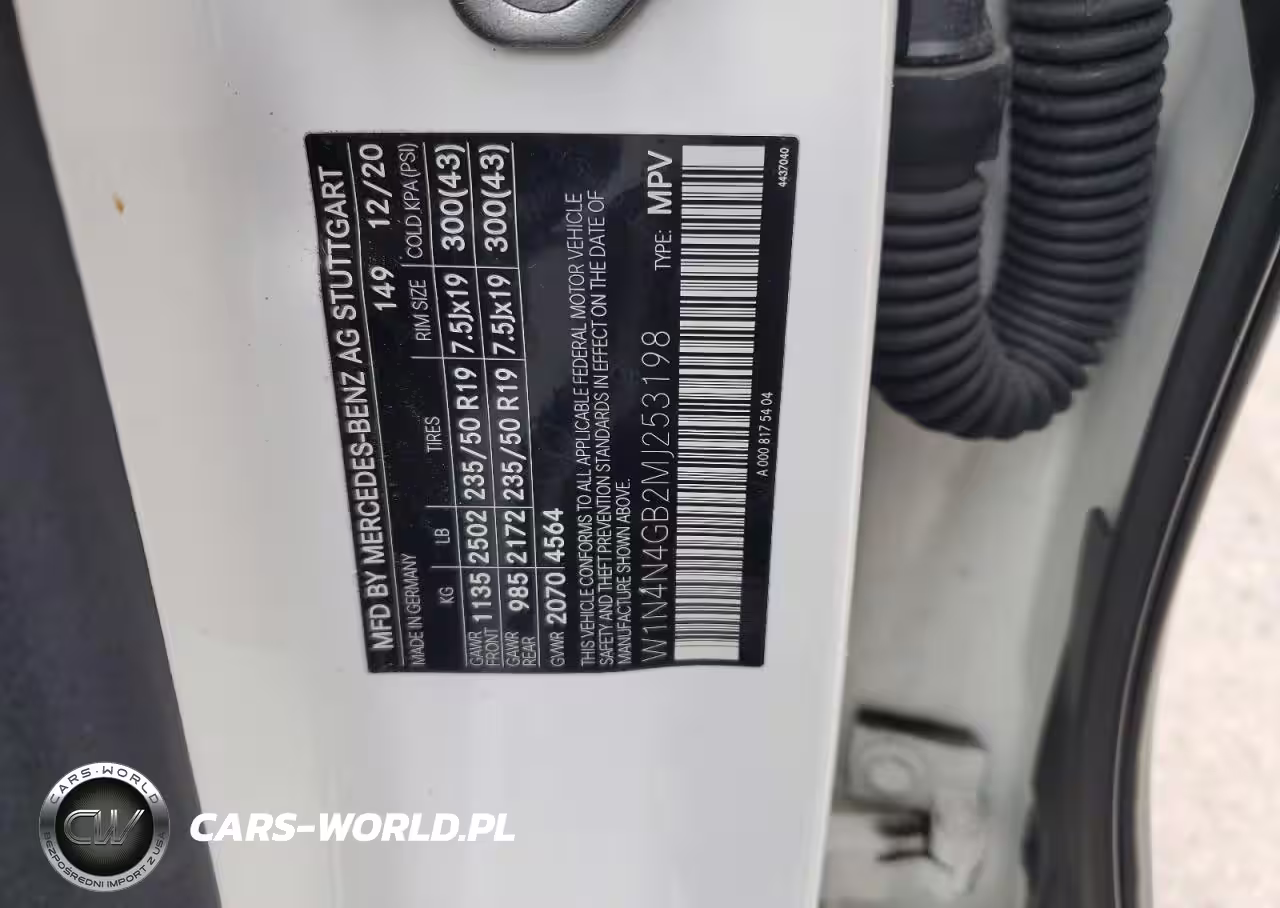 MFD BY MERCEDES-BENZ AG STUTTGART
MADE IN GERMANY 149 12/20
KG LB TIRES RIM SIZE COLD KPA(PSI)
GAWR FRONT 1135 2502 235/50 R19 7.5Jx19 300(43)
GAWR REAR 985 2172 235/50 R19 7.5Jx19 300(43)
GVWR 2070 4564
THIS VEHICLE CONFORMS TO ALL APPLICABLE FEDERAL MOTOR VEHICLE
SAFETY AND THEFT PREVENTION STANDARDS IN EFFECT ON THE DATE OF
MANUFACTURE SHOWN ABOVE.
W1N4N4GB2MJ253198 TYPE: MPV
A 000 817 54 04 4437040
CARS-WORLD
CW
BEZPOŚREDNI IMPORT Z USA
CARS-WORLD.PL